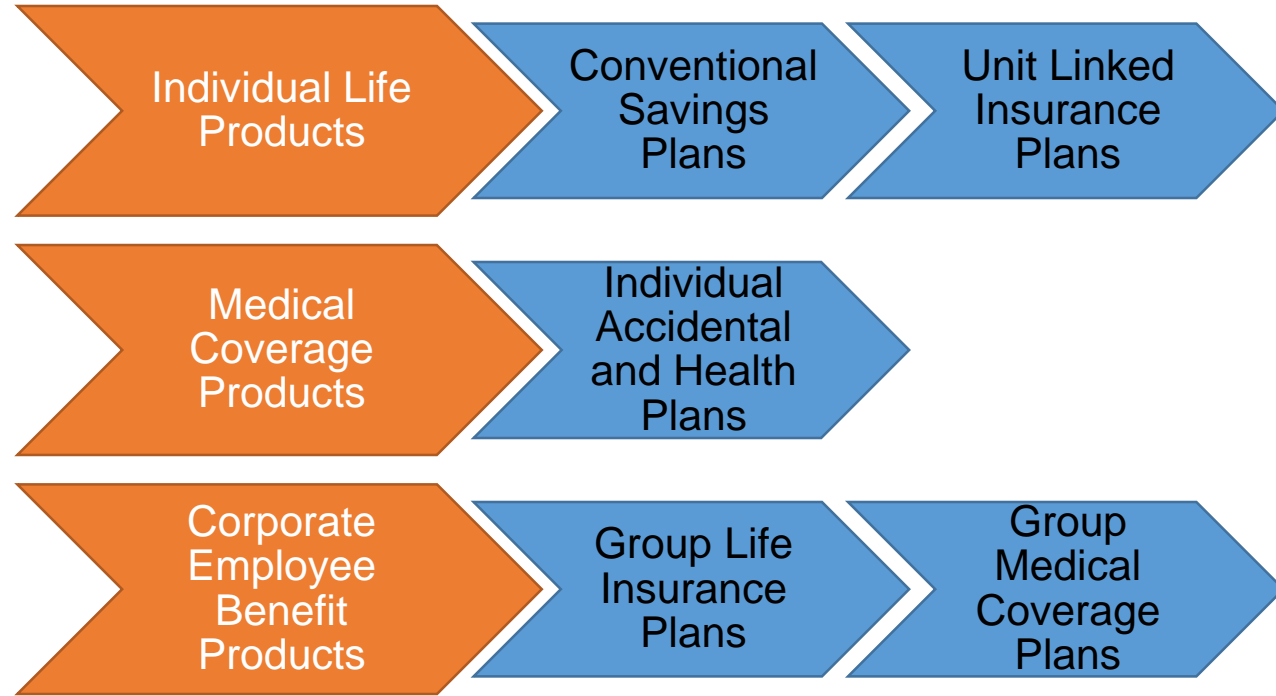 Individual Life
Products
Conventional
Savings
Plans
Unit Linked
Insurance
Plans
Medical
Coverage
Products
Individual
Accidental
and Health
Plans
Corporate
Employee
Benefit
Products
Group Life
Insurance
Plans
Group
Medical
Coverage
Plans